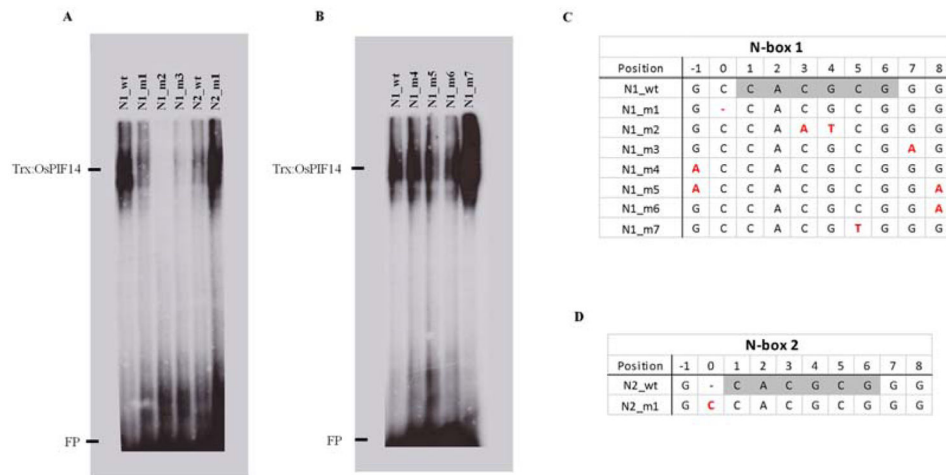 A
N1_wt N1_m1 N1_m2 N1_m3 N2_wt N2_m1
Trx:OsPIF14
FP
B
N1_wt N1_m4 N1_m5 N1_m6 N1_m7
Trx:OsPIF14
FP
C
N-box 1
Position -1 0 1 2 3 4 5 6 7 8
N1_wt G C C A C G C G G G
N1_m1 G - C A C G C G G G
N1_m2 G C C A A T C G G G
N1_m3 G C C A C G C G A G
N1_m4 A C C A C G C G G G
N1_m5 A C C A C G C G G A
N1_m6 G C C A C G C G G A
N1_m7 G C C A C G T G G G
D
N-box 2
Position -1 0 1 2 3 4 5 6 7 8
N2_wt G - C A C G C G G G
N2_m1 G C C A C G C G G G